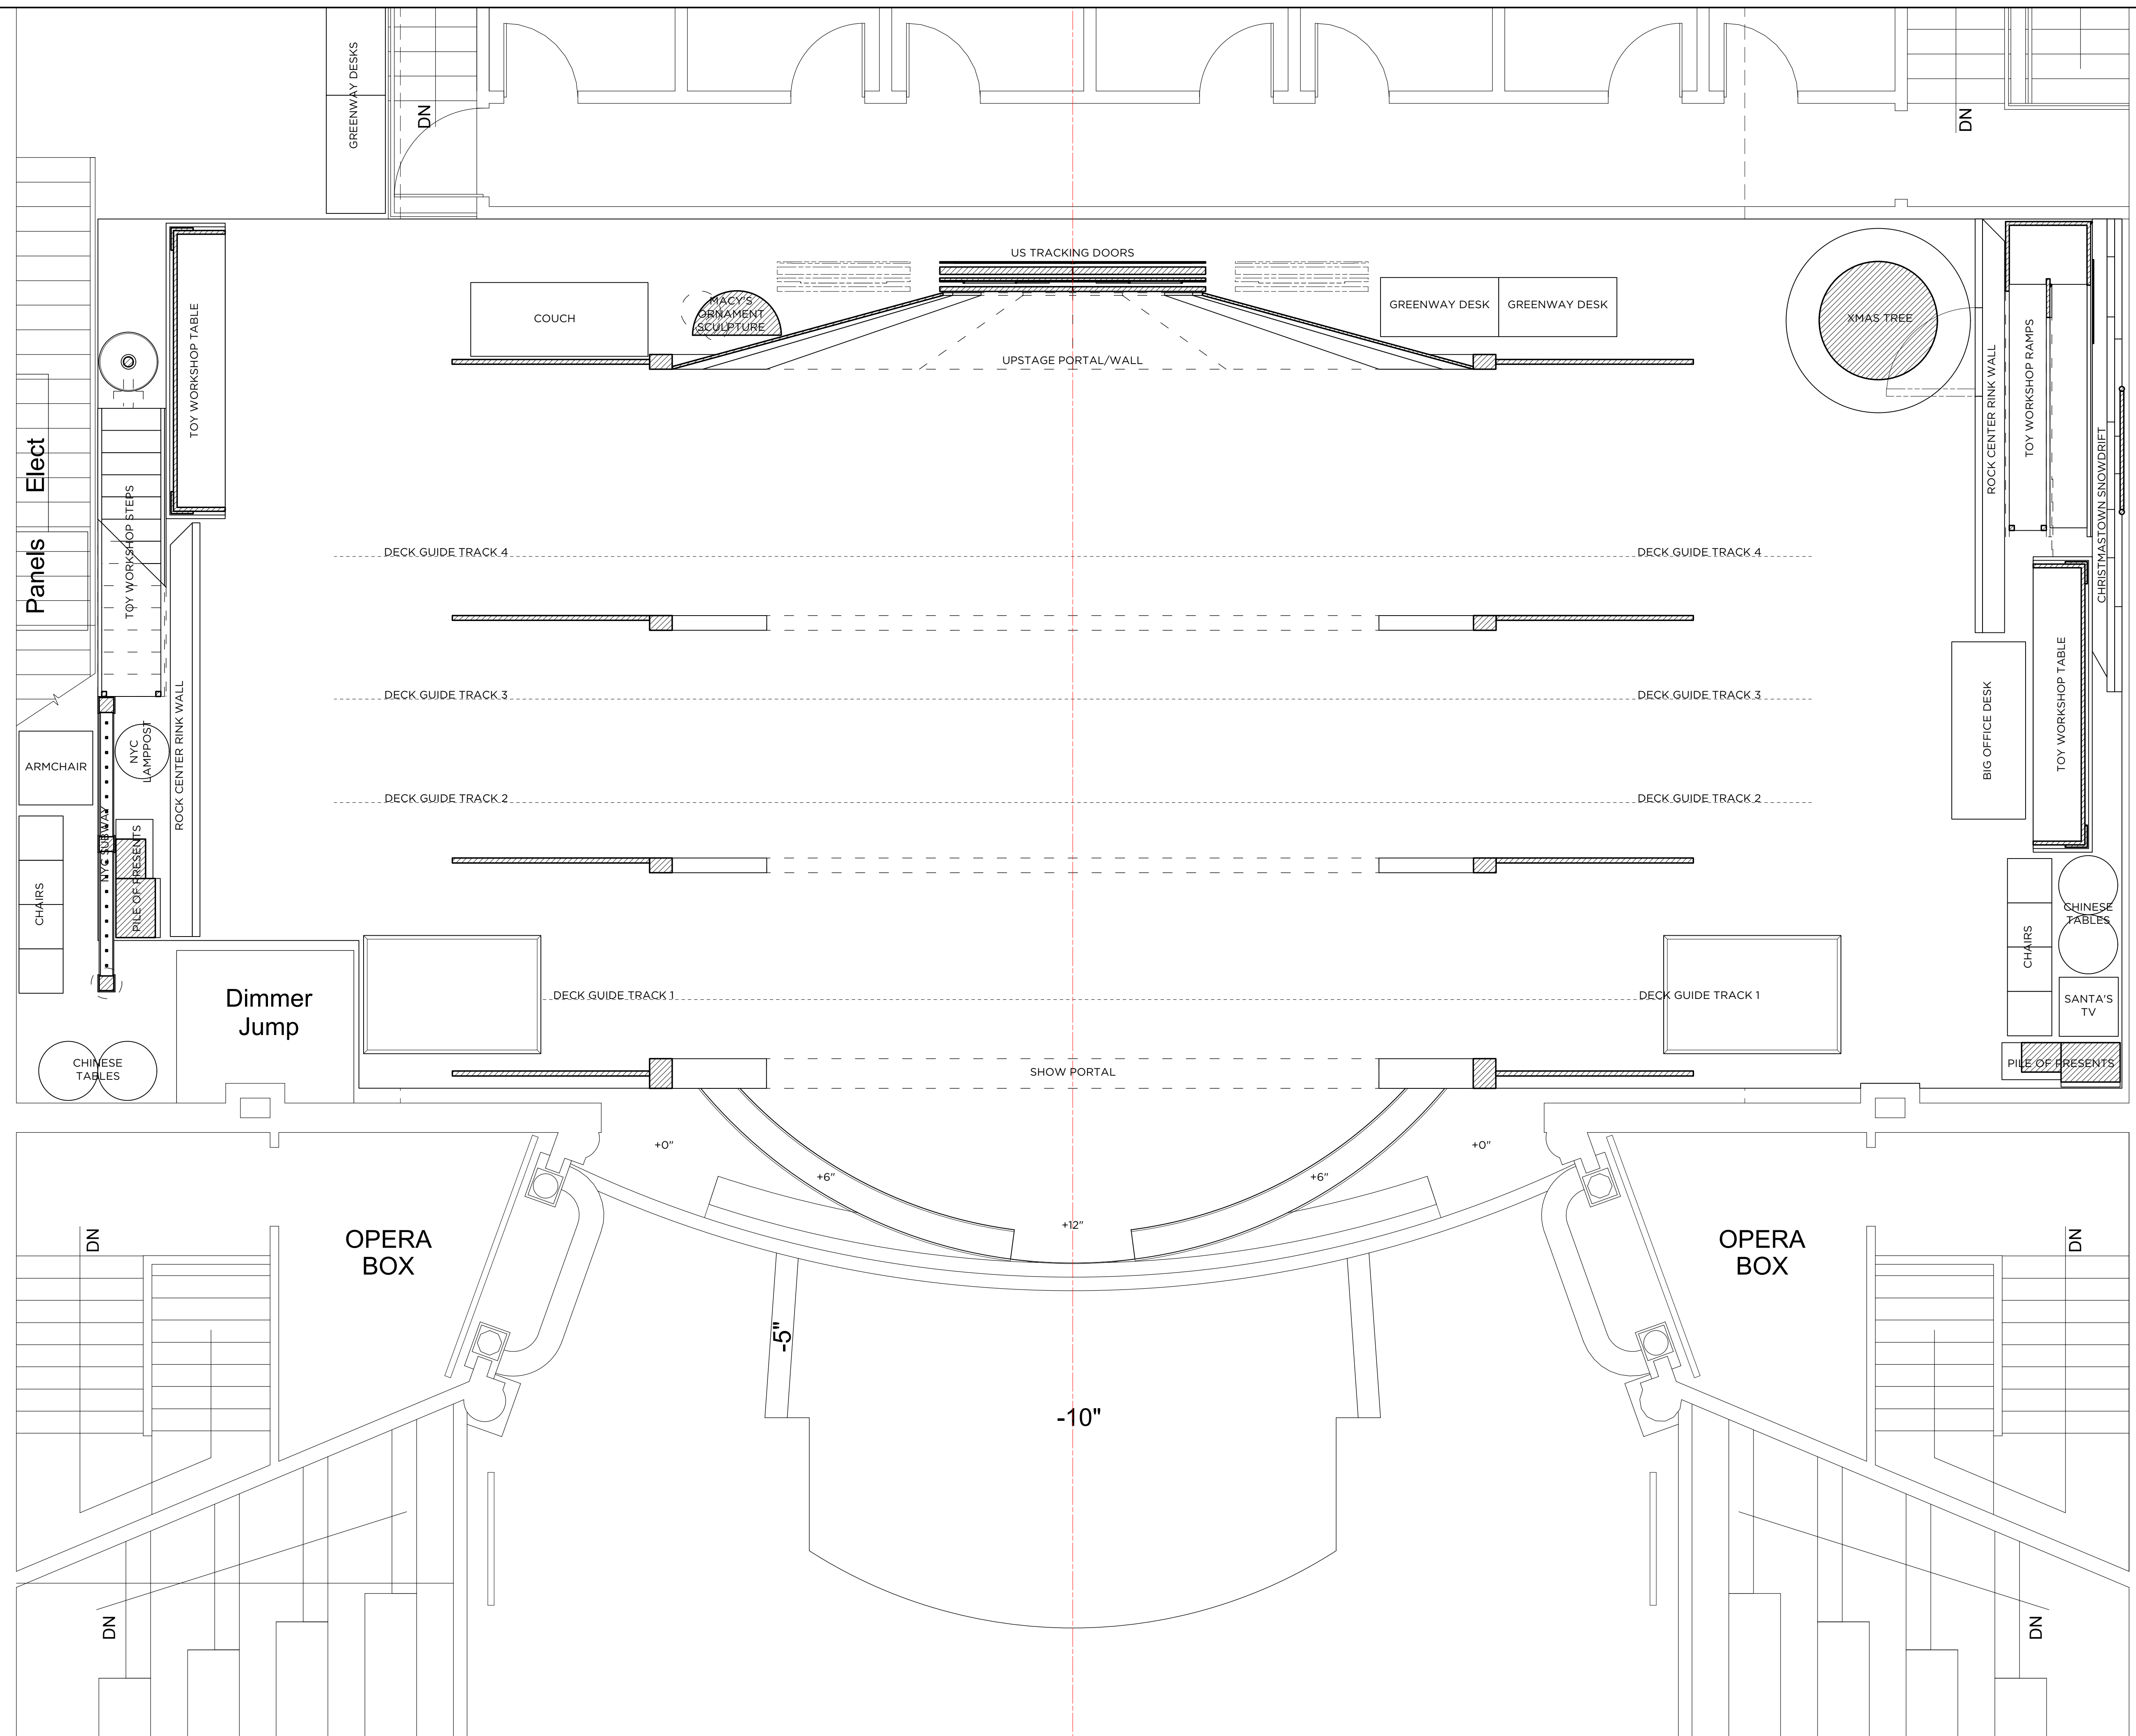 GREENWAY DESKS
DN
DN
US TRACKING DOORS
TOY WORKSHOP TABLE
COUCH
MACY'S
ORNAMENT
SCULPTURE
GREENWAY DESK
GREENWAY DESK
XMAS TREE
ROCK CENTER RINK WALL
TOY WORKSHOP RAMPS
CHRISTMASTOWN SNOWDRIFT
UPSTAGE PORTAL/WALL
Panels Elect
TOY WORKSHOP STEPS
DECK GUIDE TRACK 4
DECK GUIDE TRACK 4
DECK GUIDE TRACK 3
DECK GUIDE TRACK 3
ARMCHAIR
NYC
LAMPPOST
ROCK CENTER RINK WALL
BIG OFFICE DESK
TOY WORKSHOP TABLE
DECK GUIDE TRACK 2
DECK GUIDE TRACK 2
NYC SUBWAY
PILE OF PRESENTS
CHAIRS
CHINESE
TABLES
CHAIRS
Dimmer
Jump
DECK GUIDE TRACK 1
DECK GUIDE TRACK 1
SANTA'S
TV
CHINESE
TABLES
SHOW PORTAL
PILE OF PRESENTS
+0"
+0"
+6"
+6"
+12"
DN
OPERA
BOX
OPERA
BOX
DN
-5"
-10"
DN
DN